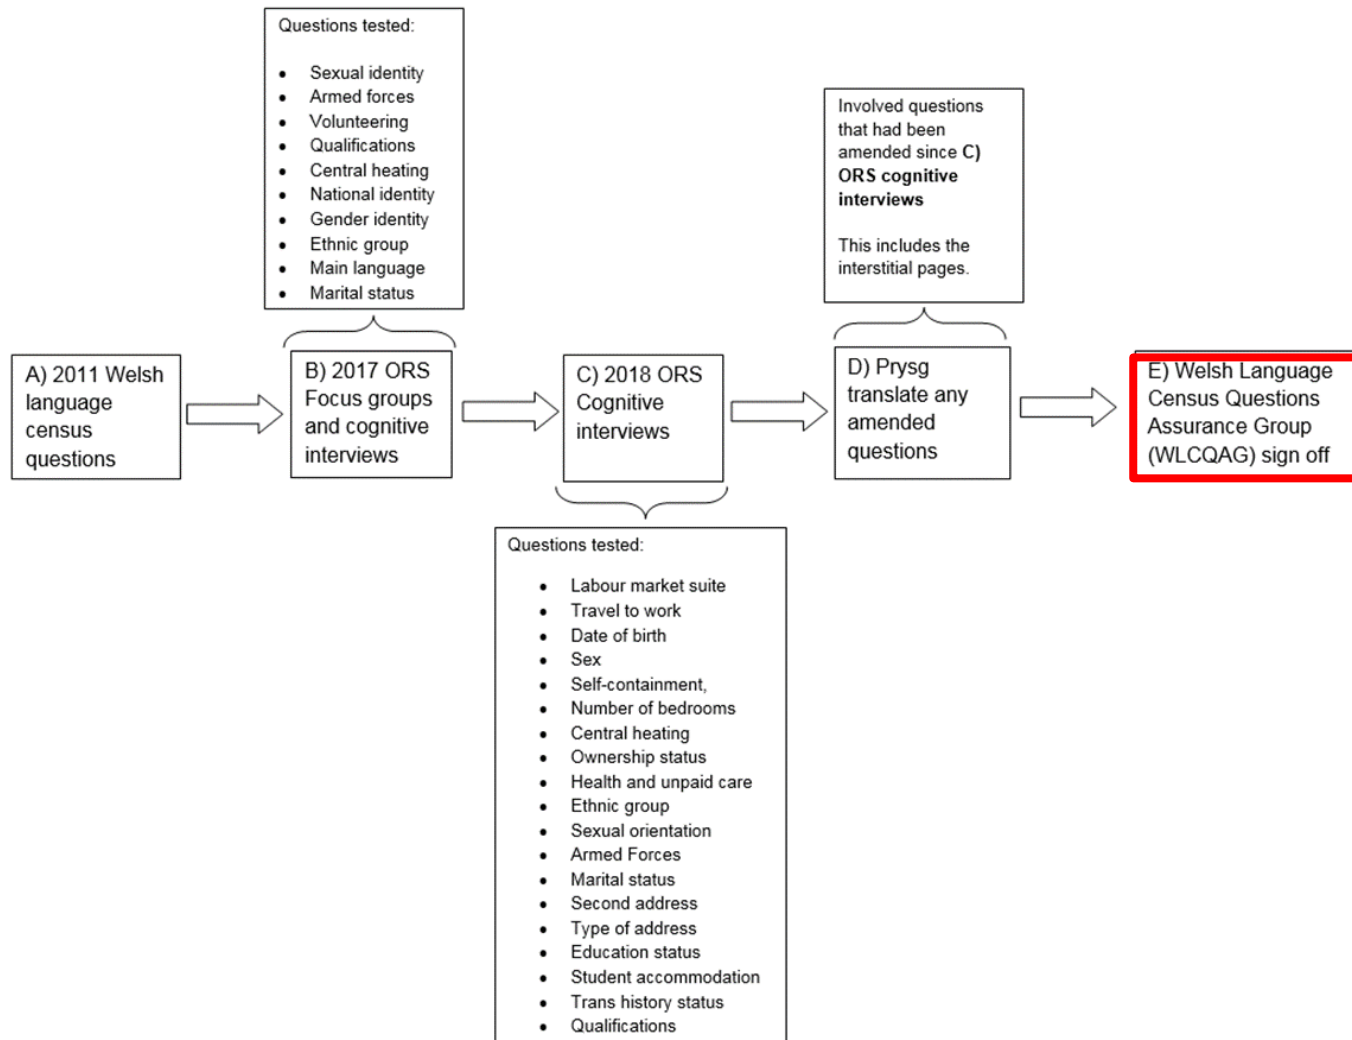 Questions tested:
• Sexual identity
• Armed forces
• Volunteering
• Qualifications
• Central heating
• National identity
• Gender identity
• Ethnic group
• Main language
• Marital status
Involved questions
that had been
amended since C)
ORS cognitive
interviews
This includes the
interstitial pages.
A) 2011 Welsh
language
census
questions
B) 2017 ORS
Focus groups
and cognitive
interviews
C) 2018 ORS
Cognitive
interviews
D) Prysg
translate any
amended
questions
E) Welsh Language
Census Questions
Assurance Group
(WLCQAG) sign off
Questions tested:
• Labour market suite
• Travel to work
• Date of birth
• Sex
• Self-containment,
• Number of bedrooms
• Central heating
• Ownership status
• Health and unpaid care
• Ethnic group
• Sexual orientation
• Armed Forces
• Marital status
• Second address
• Type of address
• Education status
• Student accommodation
• Trans history status
• Qualifications